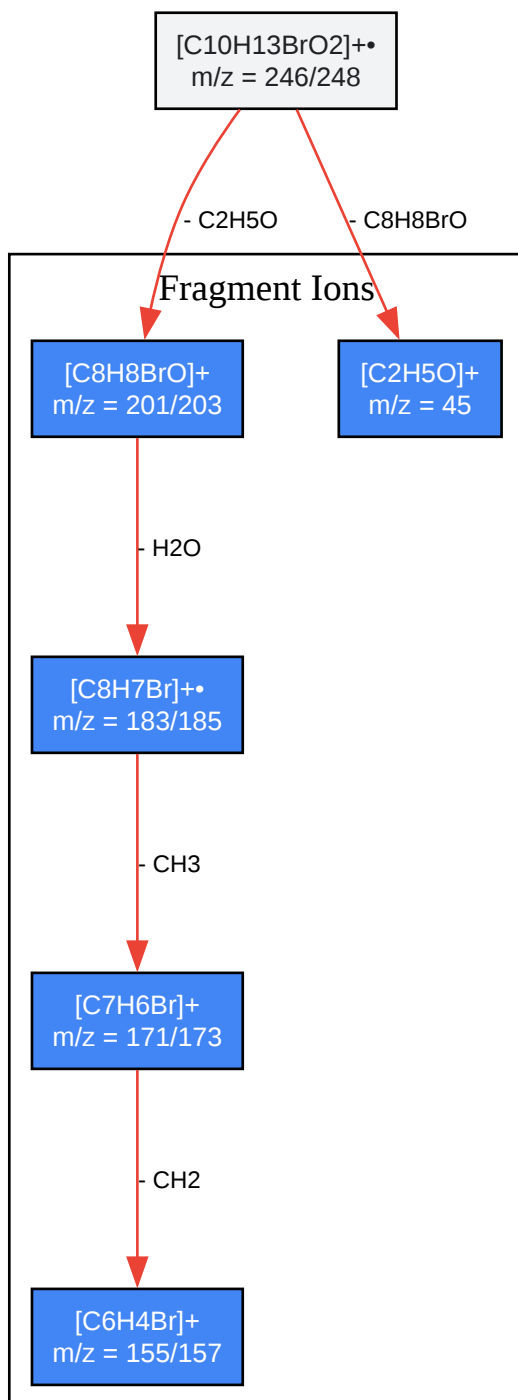 [C10H13BrO2]+•
m/z = 246/248
- C2H5O
- C8H8BrO
Fragment Ions
[C8H8BrO]+
m/z = 201/203
[C2H5O]+
m/z = 45
- H2O
[C8H7Br]+•
m/z = 183/185
- CH3
[C7H6Br]+
m/z = 171/173
- CH2
[C6H4Br]+
m/z = 155/157